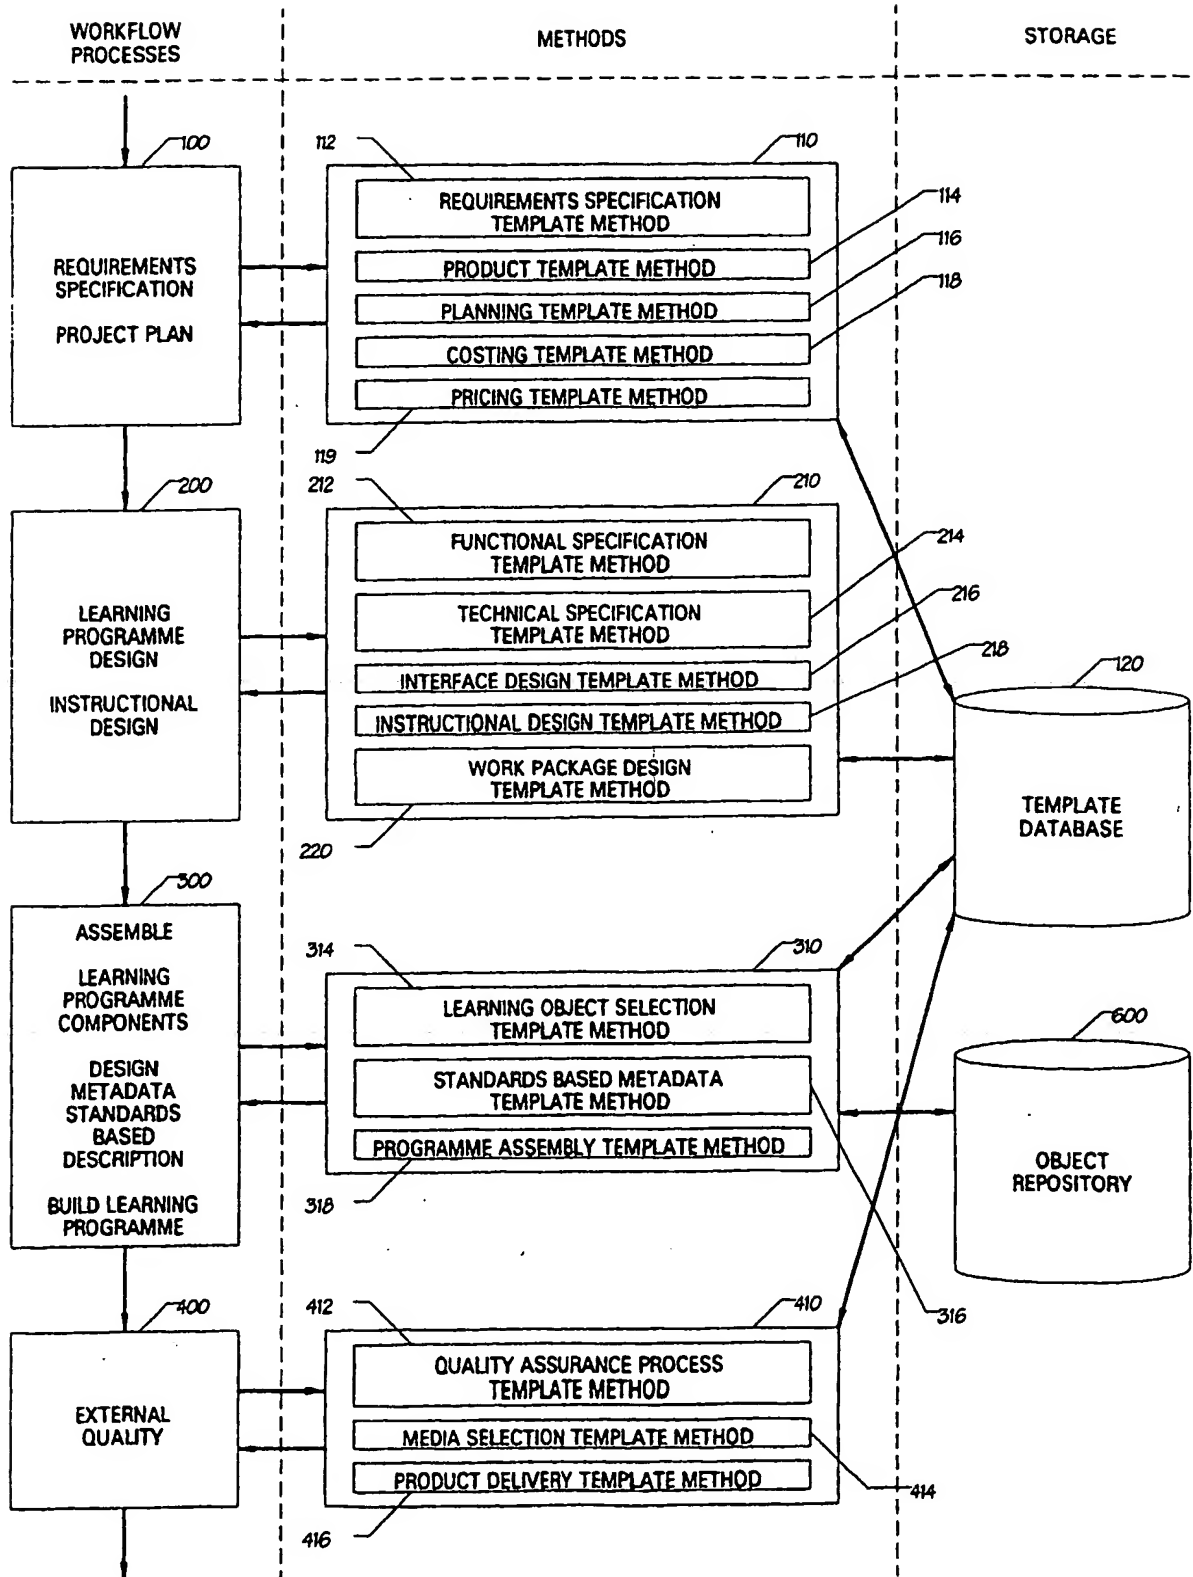 WORKFLOW
PROCESSES
METHODS
STORAGE
100
REQUIREMENTS
SPECIFICATION
PROJECT PLAN
112
110
REQUIREMENTS SPECIFICATION
TEMPLATE METHOD
PRODUCT TEMPLATE METHOD
PLANNING TEMPLATE METHOD
COSTING TEMPLATE METHOD
PRICING TEMPLATE METHOD
114
116
118
119
200
LEARNING
PROGRAMME
DESIGN
INSTRUCTIONAL
DESIGN
212
210
FUNCTIONAL SPECIFICATION
TEMPLATE METHOD
TECHNICAL SPECIFICATION
TEMPLATE METHOD
INTERFACE DESIGN TEMPLATE METHOD
INSTRUCTIONAL DESIGN TEMPLATE METHOD
WORK PACKAGE DESIGN
TEMPLATE METHOD
214
216
218
220
120
TEMPLATE
DATABASE
300
ASSEMBLE
LEARNING
PROGRAMME
COMPONENTS
DESIGN
METADATA
STANDARDS
BASED
DESCRIPTION
BUILD LEARNING
PROGRAMME
314
310
LEARNING OBJECT SELECTION
TEMPLATE METHOD
STANDARDS BASED METADATA
TEMPLATE METHOD
PROGRAMME ASSEMBLY TEMPLATE METHOD
318
316
600
OBJECT
REPOSITORY
400
EXTERNAL
QUALITY
412
410
QUALITY ASSURANCE PROCESS
TEMPLATE METHOD
MEDIA SELECTION TEMPLATE METHOD
PRODUCT DELIVERY TEMPLATE METHOD
414
416